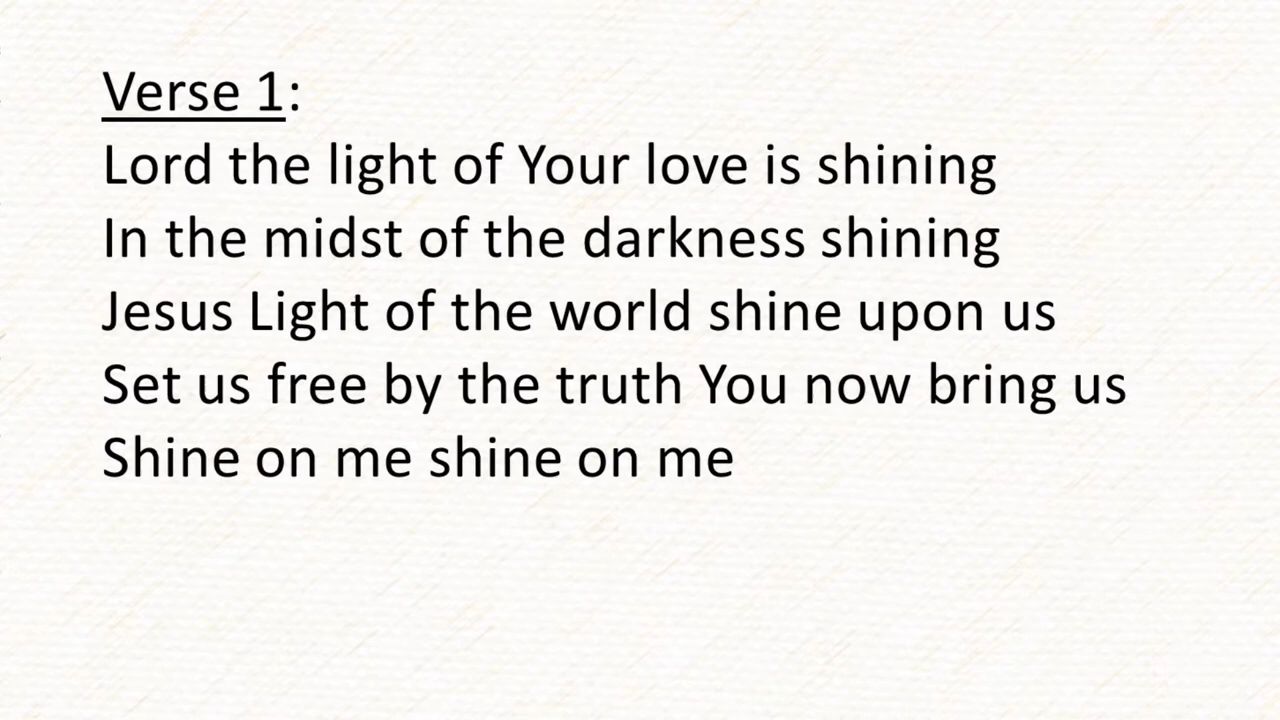 Verse 1:
Lord the light of Your love is shining
In the midst of the darkness shining
Jesus Light of the world shine upon us
Set us free by the truth You now bring us
Shine on me shine on me